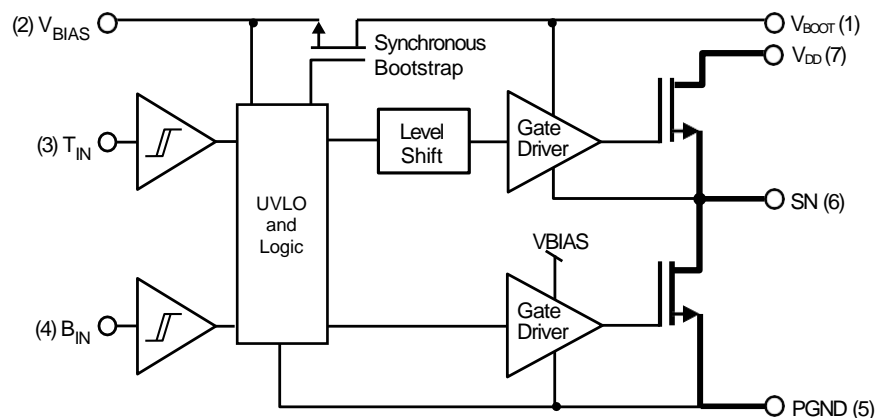 (2) VBIAS
VBOOT (1)
Synchronous
Bootstrap
VDD (7)
(3) TIN
Level
Shift
Gate
Driver
UVLO
and
Logic
SN (6)
VBIAS
(4) BIN
Gate
Driver
PGND (5)